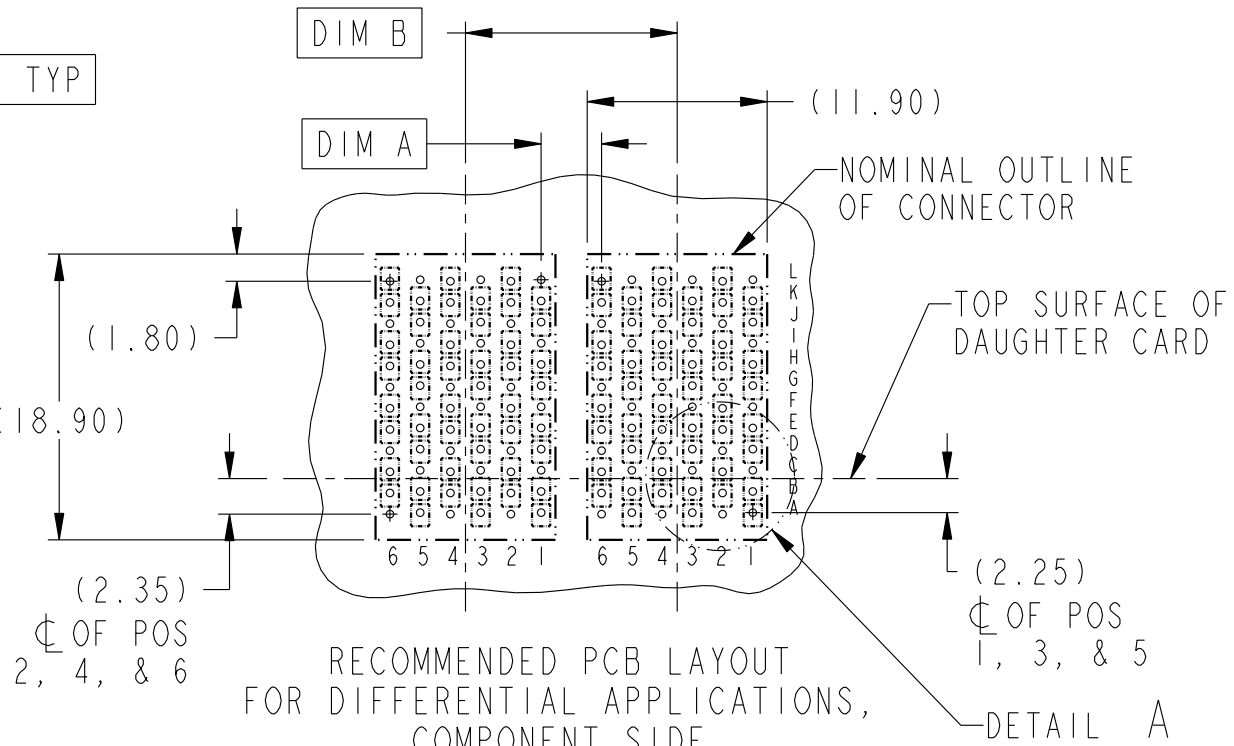 DIM B
TYP
(11.90)
DIM A
NOMINAL OUTLINE
OF CONNECTOR
L
K
J
I
H
G
F
E
D
C
B
A
TOP SURFACE OF
DAUGHTER CARD
(1.80)
(18.90)
6 5 4 3 2 1
6 5 4 3 2 1
(2.35)
℄ OF POS
2, 4, & 6
(2.25)
℄ OF POS
1, 3, & 5
RECOMMENDED PCB LAYOUT
FOR DIFFERENTIAL APPLICATIONS,
COMPONENT SIDE
DETAIL A